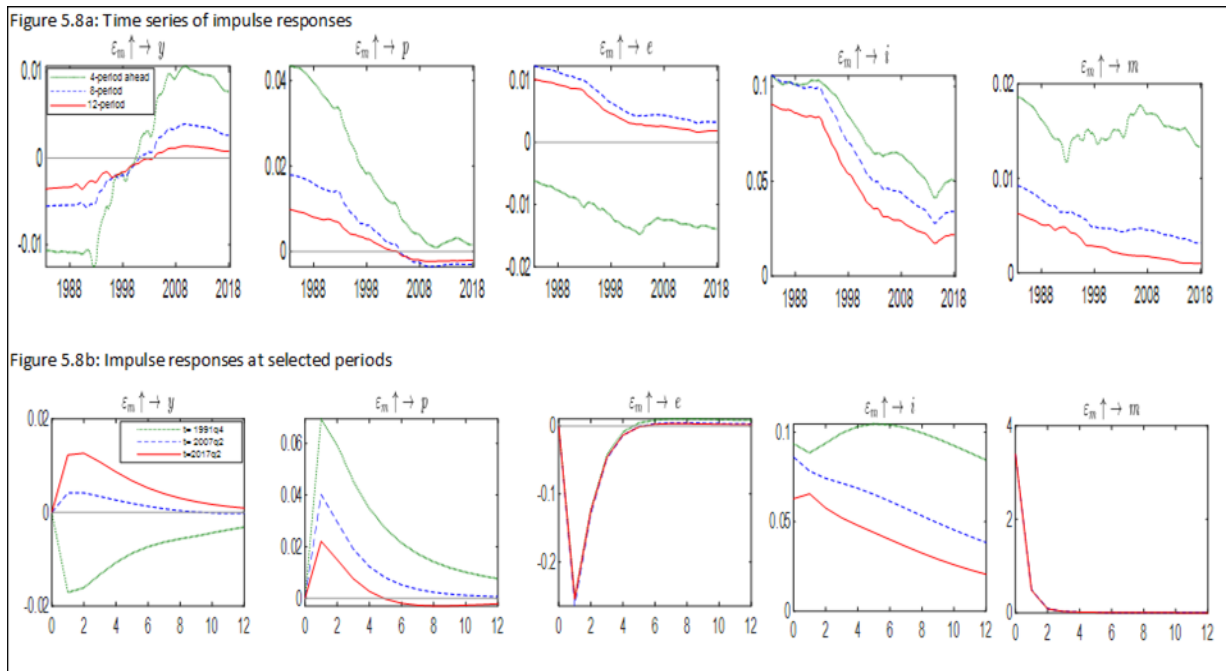 Figure 5.8a: Time series of impulse responses
εₘ ↑ → y
εₘ ↑ → p
εₘ ↑ → e
εₘ ↑ → i
εₘ ↑ → m
0.01
0
-0.01
4-period ahead
8-period
12-period
1988 1998 2008 2018
0.04
0.02
0
1988 1998 2008 2018
0.01
0
-0.01
-0.02
1988 1998 2008 2018
0.1
0.05
0
1988 1998 2008 2018
0.02
0.01
0
1988 1998 2008 2018
Figure 5.8b: Impulse responses at selected periods
εₘ ↑ → y
εₘ ↑ → p
εₘ ↑ → e
εₘ ↑ → i
εₘ ↑ → m
0.02
0
-0.02
t= 1991q4
t= 2007q2
t=2017q2
0 2 4 6 8 10 12
0.06
0.04
0.02
0
0 2 4 6 8 10 12
0
-0.1
-0.2
0 2 4 6 8 10 12
0.1
0.05
0
0 2 4 6 8 10 12
4
2
0
0 2 4 6 8 10 12